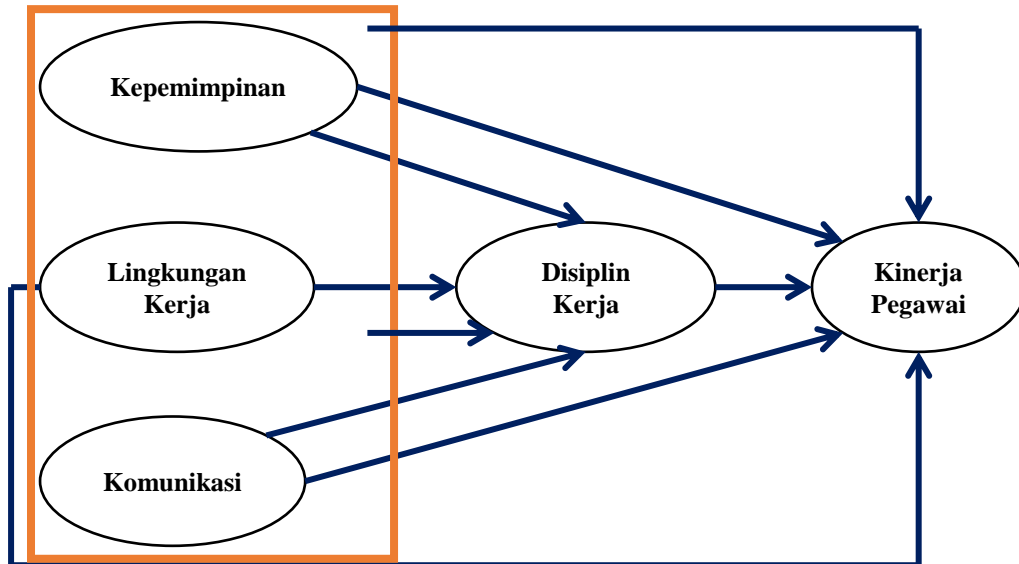 Kepemimpinan
Lingkungan
Kerja
Disiplin
Kerja
Kinerja
Pegawai
Komunikasi